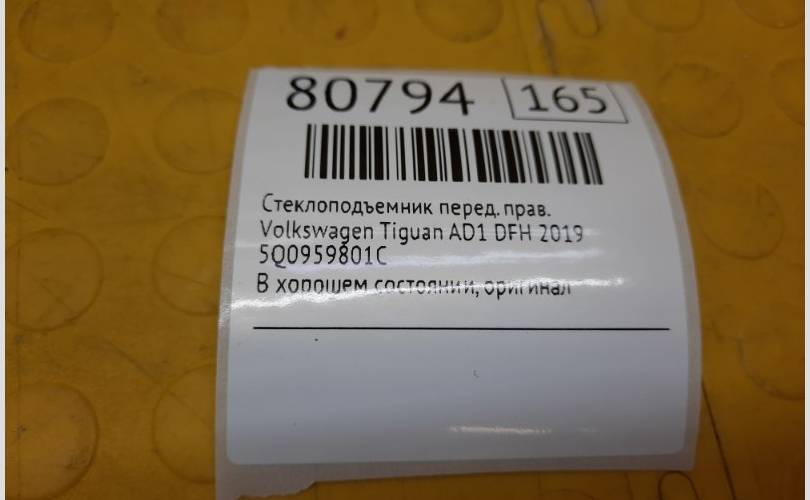 80794 165
Стеклоподъемник перед. прав.
Volkswagen Tiguan AD1 DFH 2019
5Q0959801C
В хорошем состоянии, оригинал